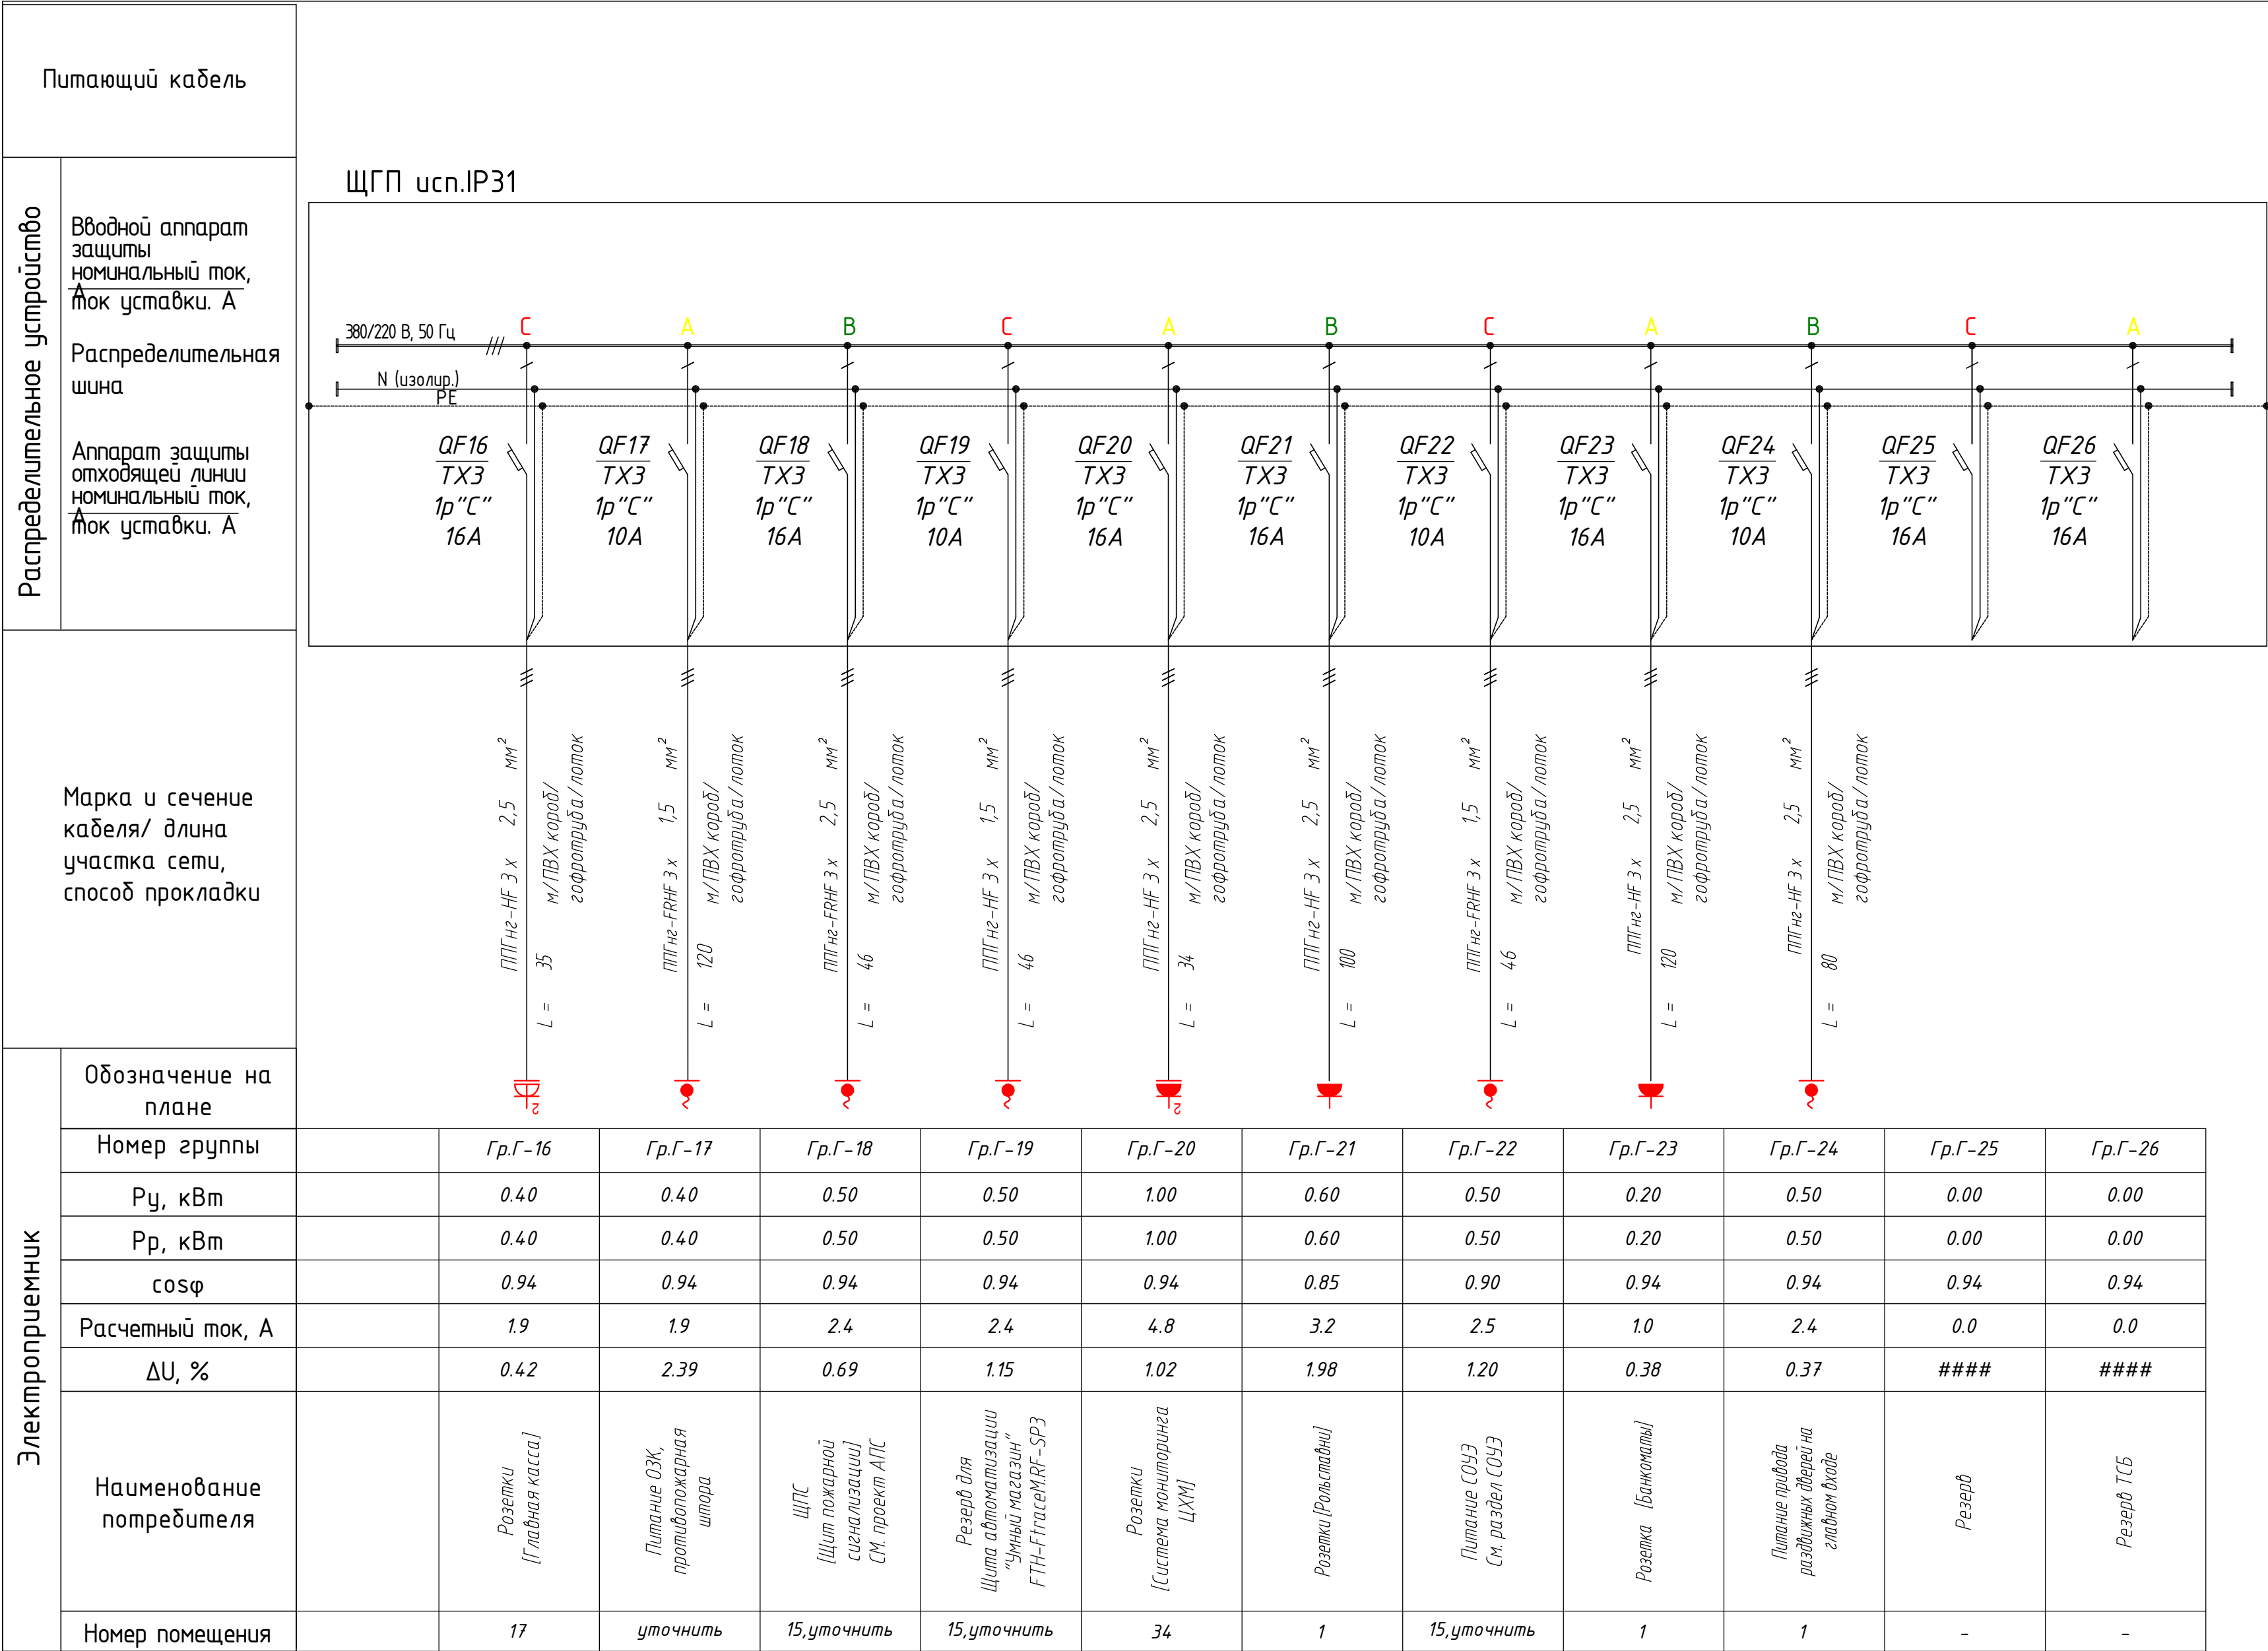 Питающий кабель
Распределительное устройство
Вводной аппарат
защиты
номинальный ток,
А
ток уставки. А
Распределительная
шина
Аппарат защиты
отходящей линии
номинальный ток,
А
ток уставки. А
ЩГП исп.IP31
380/220 В, 50 Гц
N (изолир.)
PE
C A B C A B C A B C A
QF16 QF17 QF18 QF19 QF20 QF21 QF22 QF23 QF24 QF25 QF26
TX3 TX3 TX3 TX3 TX3 TX3 TX3 TX3 TX3 TX3 TX3
1p"C" 1p"C" 1p"C" 1p"C" 1p"C" 1p"C" 1p"C" 1p"C" 1p"C" 1p"C" 1p"C"
16A 10A 16A 10A 16A 16A 10A 16A 10A 16A 16A
Марка и сечение
кабеля/ длина
участка сети,
способ прокладки
ППГнг-HF 3 x 2,5 мм²
L = 35 м/ПВХ короб/
гофротруба/лоток
ППГнг-FRHF 3 x 1,5 мм²
L = 120 м/ПВХ короб/
гофротруба/лоток
ППГнг-FRHF 3 x 2,5 мм²
L = 46 м/ПВХ короб/
гофротруба/лоток
ППГнг-HF 3 x 1,5 мм²
L = 46 м/ПВХ короб/
гофротруба/лоток
ППГнг-HF 3 x 2,5 мм²
L = 34 м/ПВХ короб/
гофротруба/лоток
ППГнг-HF 3 x 2,5 мм²
L = 100 м/ПВХ короб/
гофротруба/лоток
ППГнг-FRHF 3 x 1,5 мм²
L = 46 м/ПВХ короб/
гофротруба/лоток
ППГнг-HF 3 x 2,5 мм²
L = 120 м/ПВХ короб/
гофротруба/лоток
ППГнг-HF 3 x 2,5 мм²
L = 80 м/ПВХ короб/
гофротруба/лоток
Электроприемник
Обозначение на
плане
2 2
Номер группы Гр.Г-16 Гр.Г-17 Гр.Г-18 Гр.Г-19 Гр.Г-20 Гр.Г-21 Гр.Г-22 Гр.Г-23 Гр.Г-24 Гр.Г-25 Гр.Г-26
Ру, кВт 0.40 0.40 0.50 0.50 1.00 0.60 0.50 0.20 0.50 0.00 0.00
Рр, кВт 0.40 0.40 0.50 0.50 1.00 0.60 0.50 0.20 0.50 0.00 0.00
cosφ 0.94 0.94 0.94 0.94 0.94 0.85 0.90 0.94 0.94 0.94 0.94
Расчетный ток, А 1.9 1.9 2.4 2.4 4.8 3.2 2.5 1.0 2.4 0.0 0.0
ΔU, % 0.42 2.39 0.69 1.15 1.02 1.98 1.20 0.38 0.37 #### ####
Наименование
потребителя
Розетки
[Главная касса]
Питание ОЗК,
противопожарная
штора
ЩПС
[Щит пожарной
сигнализации]
СМ. проект АПС
Резерв для
Щита автоматизации
"Умный магазин"
FTH-FtraceM.RF-SP3
Розетки
[Система мониторинга
ЦХМ]
Розетки [Рольставни]
Питание СОУЭ
См. раздел СОУЭ
Розетка [Банкоматы]
Питание привода
раздвижных дверей на
главном входе
Резерв
Резерв ТСБ
Номер помещения 17 уточнить 15,уточнить 15,уточнить 34 1 15,уточнить 1 1 - -